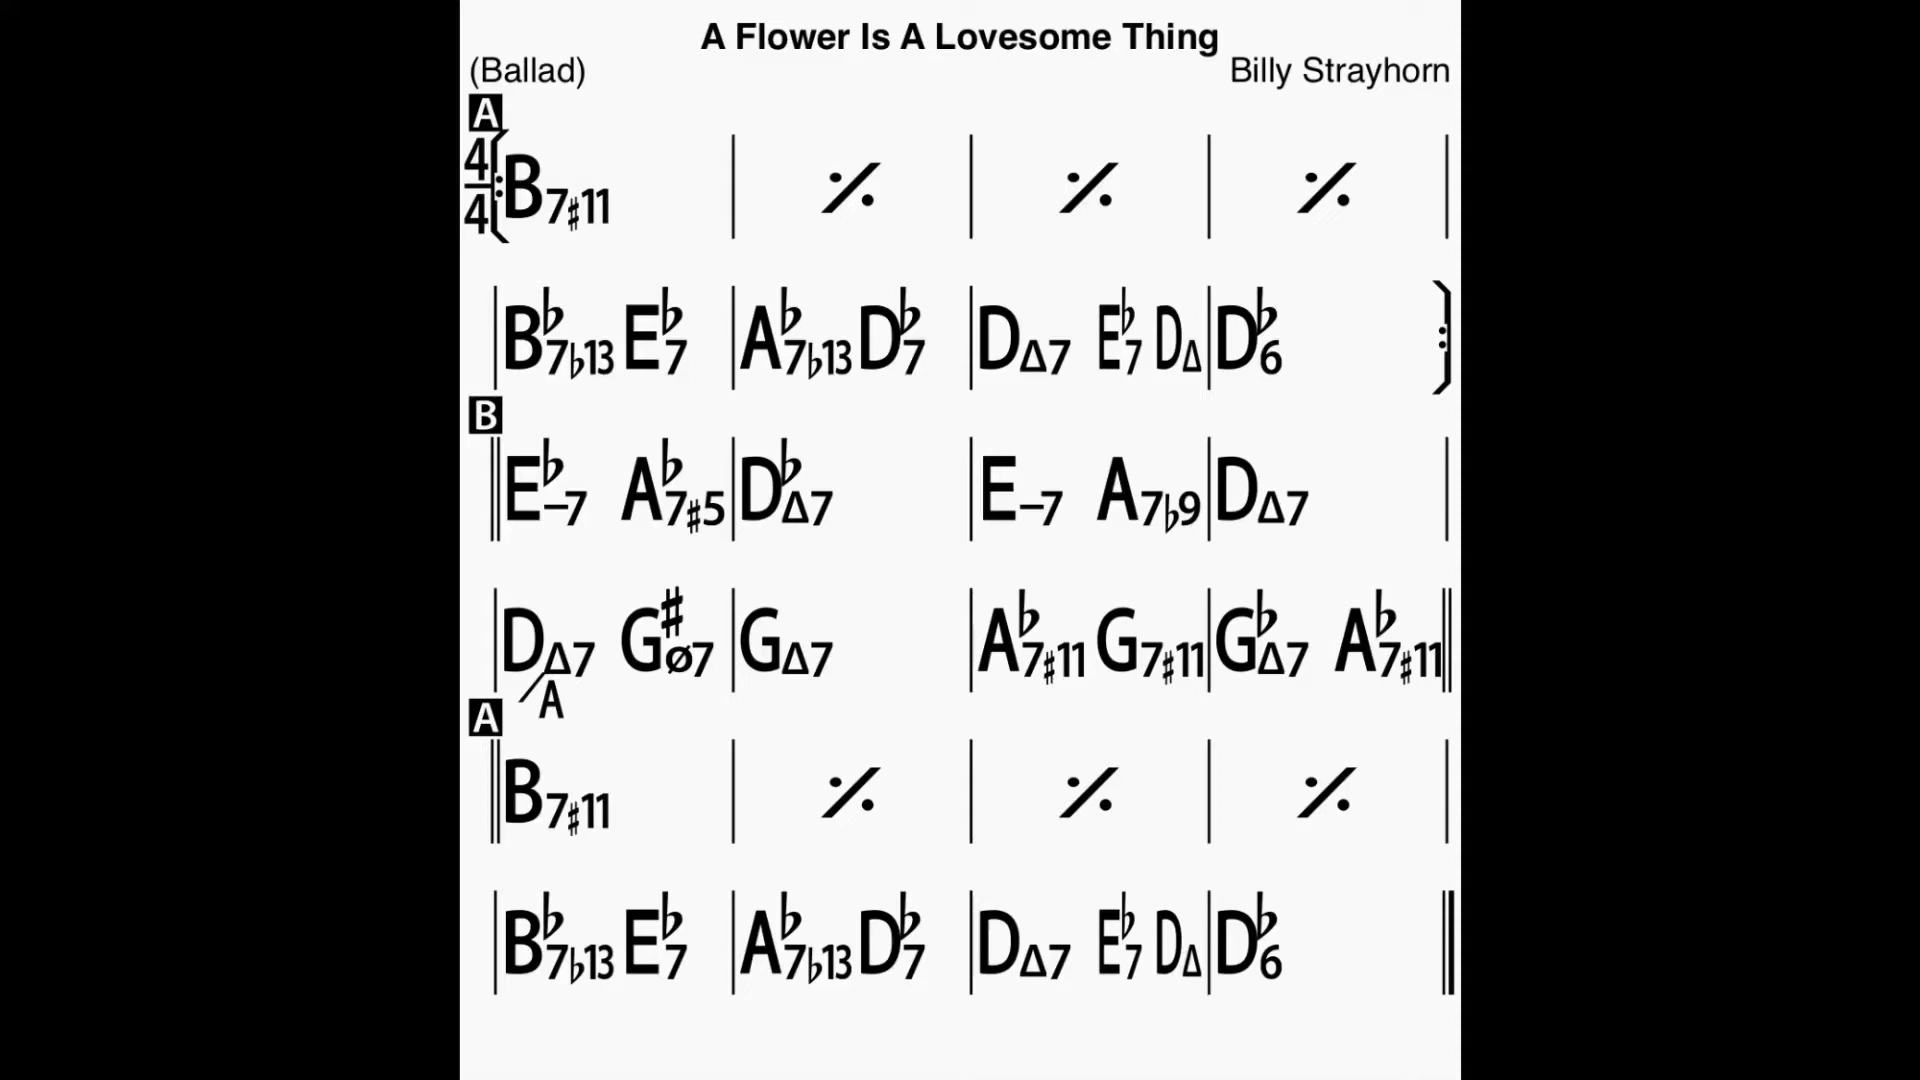 A Flower Is A Lovesome Thing
(Ballad) Billy Strayhorn
A
4/4 B7♯11 | 𝄎 | 𝄎 | 𝄎
B♭7♭13 E♭7 | A♭7♭13 D♭7 | DΔ7 E♭7 DΔ | D♭6
B
E♭–7 A♭7♯5 | D♭Δ7 | E–7 A7♭9 | DΔ7
DΔ7/A G♯ø7 | GΔ7 | A♭7♯11 G7♯11 | G♭Δ7 A♭7♯11
A
B7♯11 | 𝄎 | 𝄎 | 𝄎
B♭7♭13 E♭7 | A♭7♭13 D♭7 | DΔ7 E♭7 DΔ | D♭6